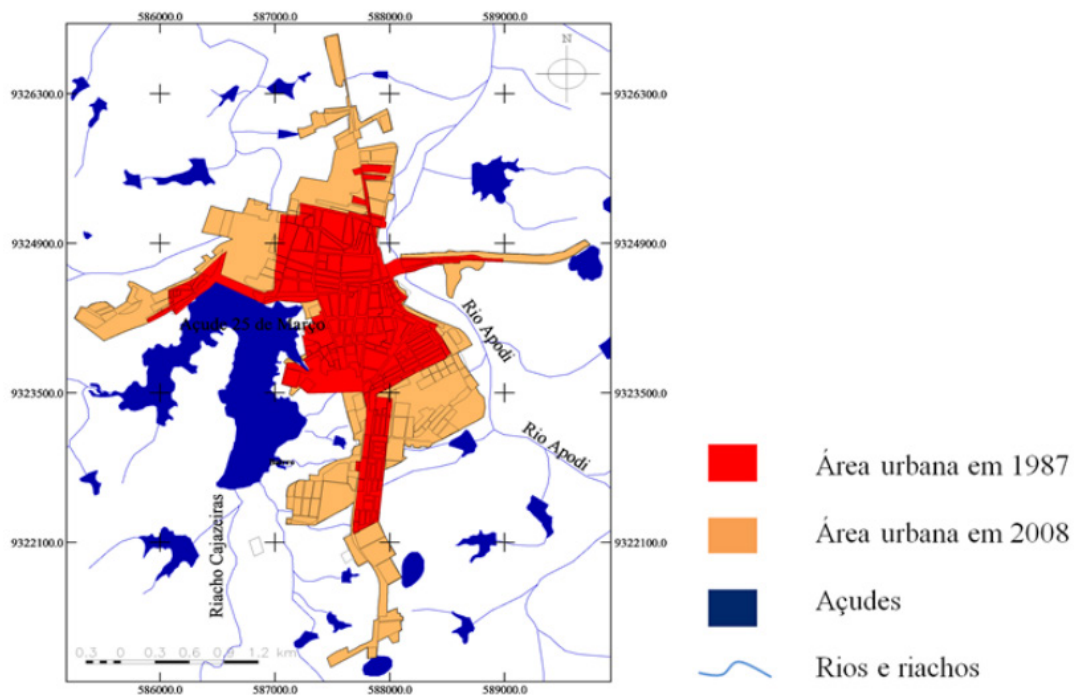 586000.0 587000.0 588000.0 589000.0
N
9326300.0 9326300.0
9324900.0 9324900.0
Rio Apodi
Açude 25 de Março
9323500.0 9323500.0
Rio Apodi
Riacho Cajazeiras
9322100.0 9322100.0
0.3 0 0.3 0.6 0.9 1.2 km
586000.0 587000.0 588000.0 589000.0
Área urbana em 1987
Área urbana em 2008
Açudes
Rios e riachos